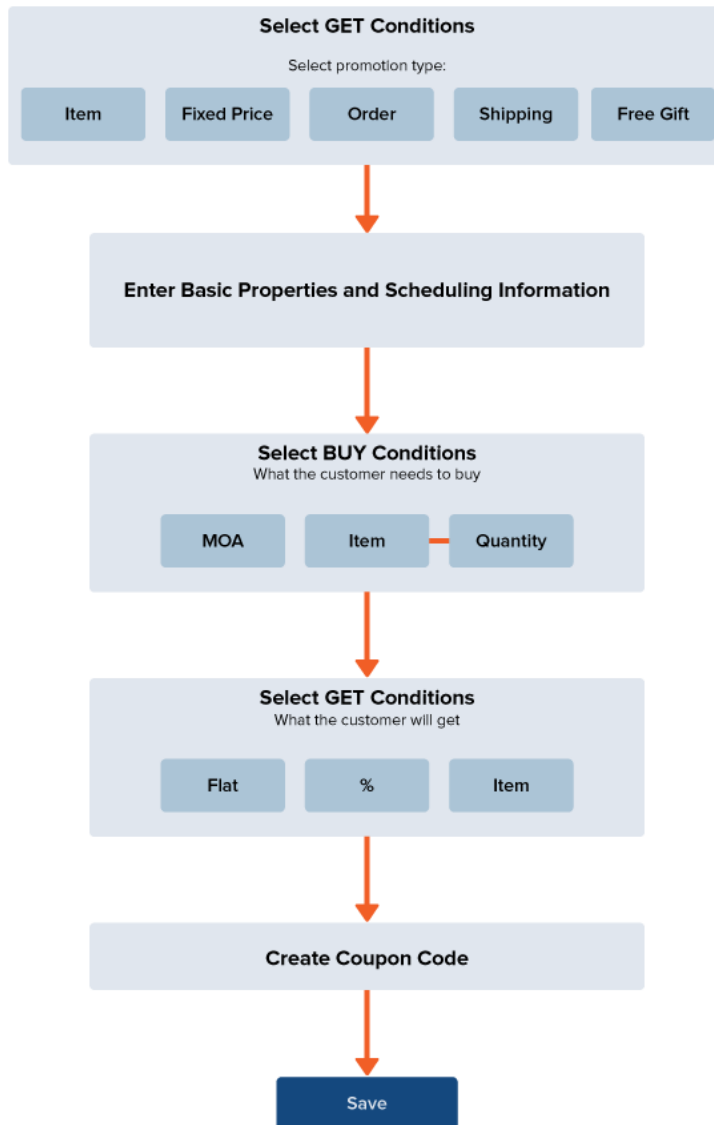 Select GET Conditions
Select promotion type:
Item Fixed Price Order Shipping Free Gift
Enter Basic Properties and Scheduling Information
Select BUY Conditions
What the customer needs to buy
MOA Item Quantity
Select GET Conditions
What the customer will get
Flat % Item
Create Coupon Code
Save